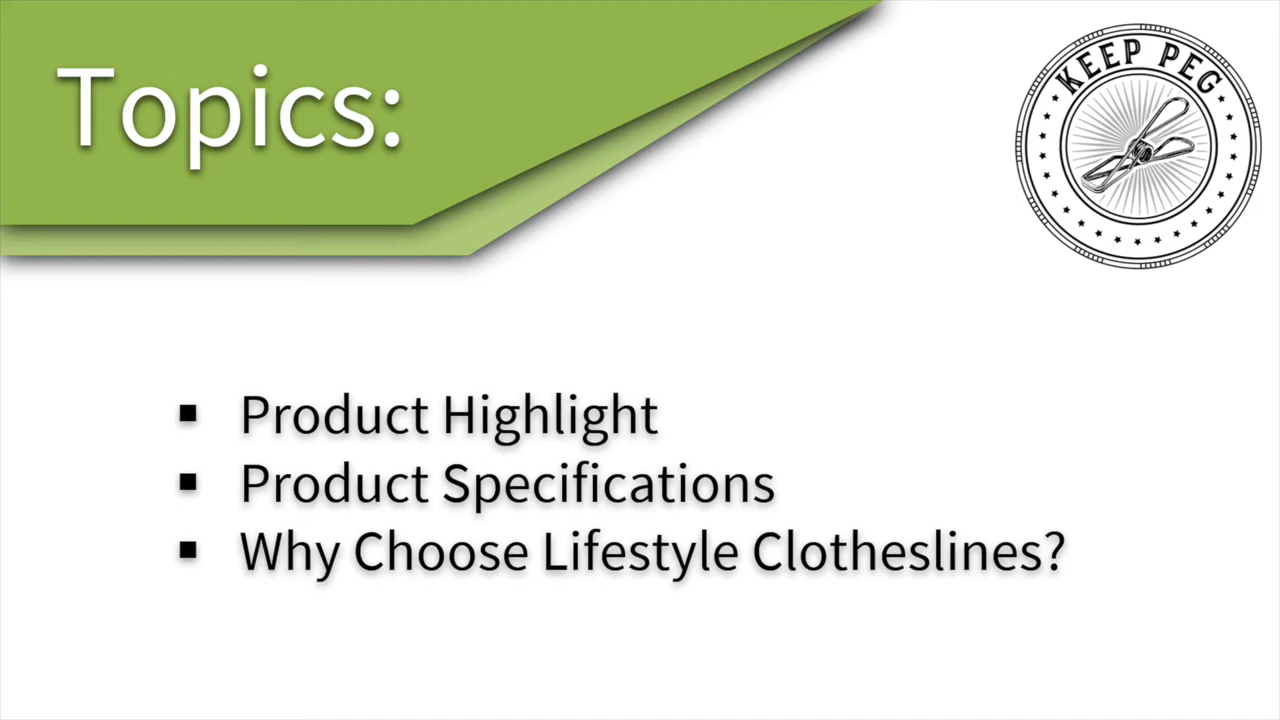 Topics:
KEEP PEG
▪ Product Highlight
▪ Product Specifications
▪ Why Choose Lifestyle Clotheslines?